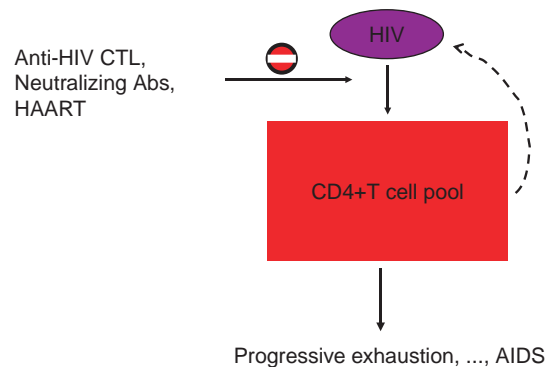 HIV
Anti-HIV CTL,
Neutralizing Abs,
HAART
CD4+T cell pool
Progressive exhaustion, ..., AIDS